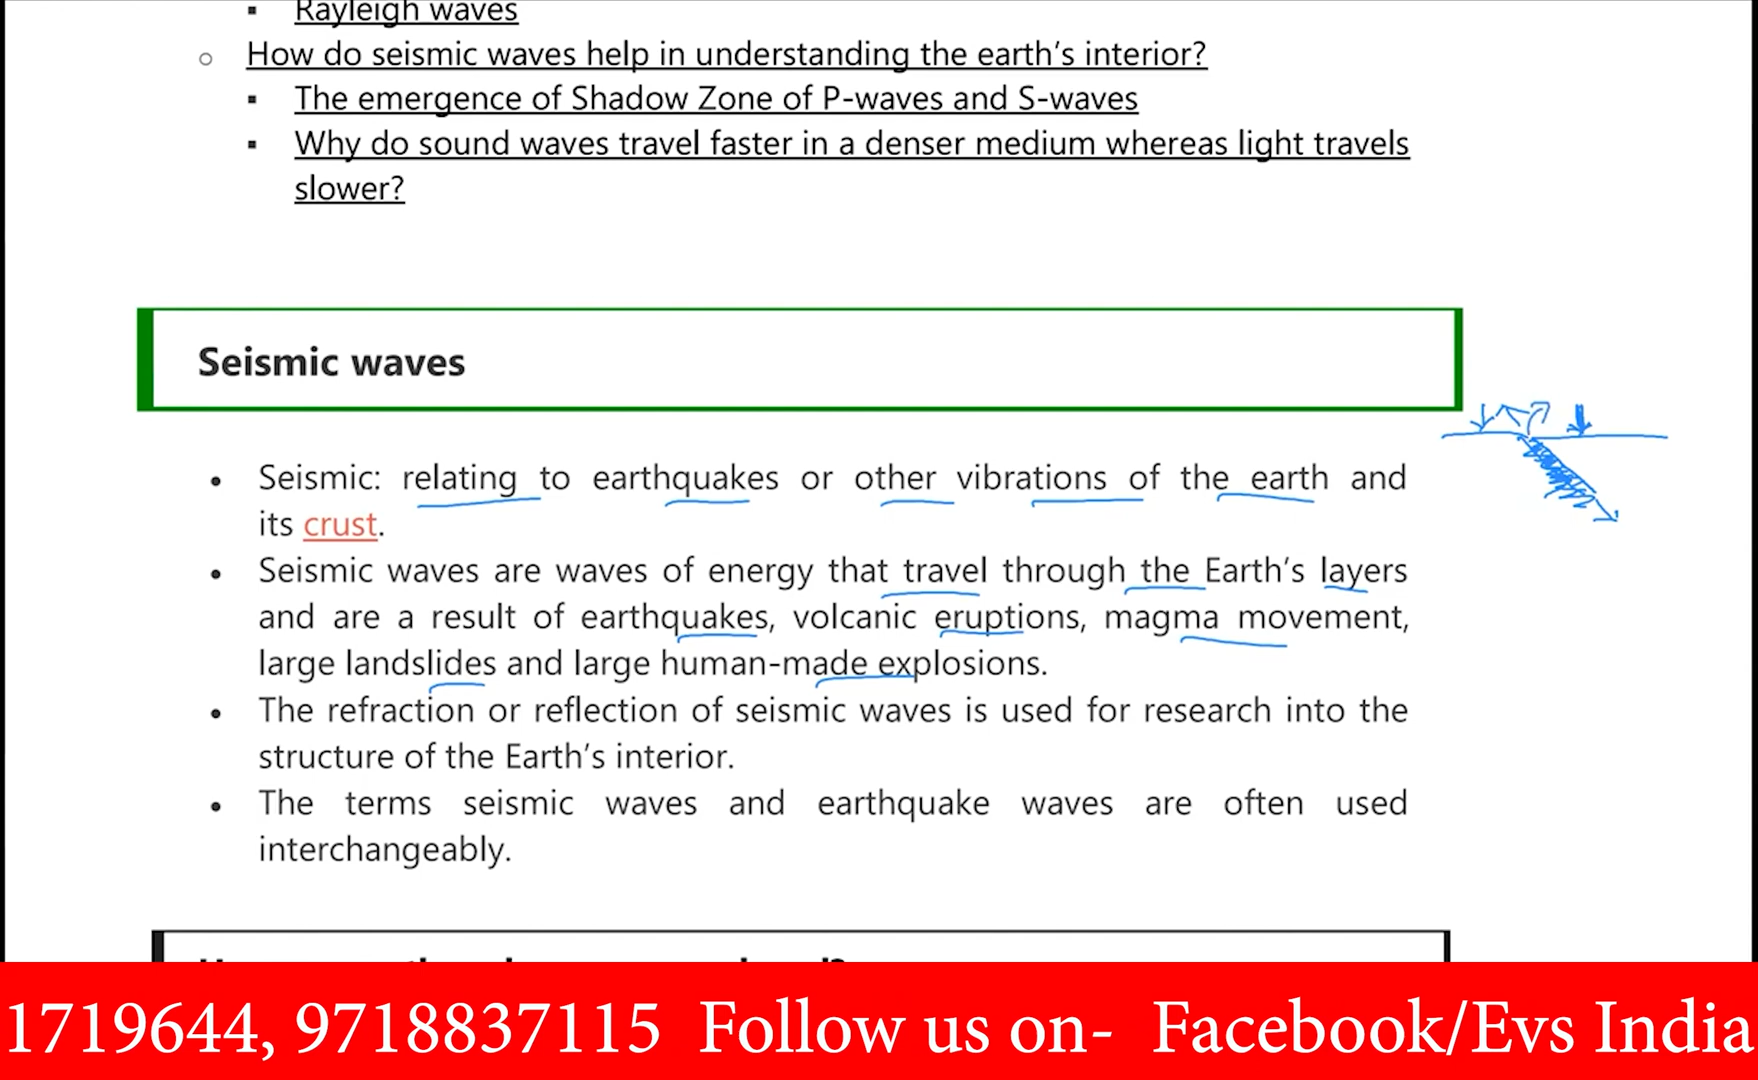 Rayleigh waves
How do seismic waves help in understanding the earth’s interior?
The emergence of Shadow Zone of P-waves and S-waves
Why do sound waves travel faster in a denser medium whereas light travels
slower?
Seismic waves
Seismic: relating to earthquakes or other vibrations of the earth and
its crust.
Seismic waves are waves of energy that travel through the Earth’s layers
and are a result of earthquakes, volcanic eruptions, magma movement,
large landslides and large human-made explosions.
The refraction or reflection of seismic waves is used for research into the
structure of the Earth’s interior.
The terms seismic waves and earthquake waves are often used
interchangeably.
1719644, 9718837115 Follow us on- Facebook/Evs India